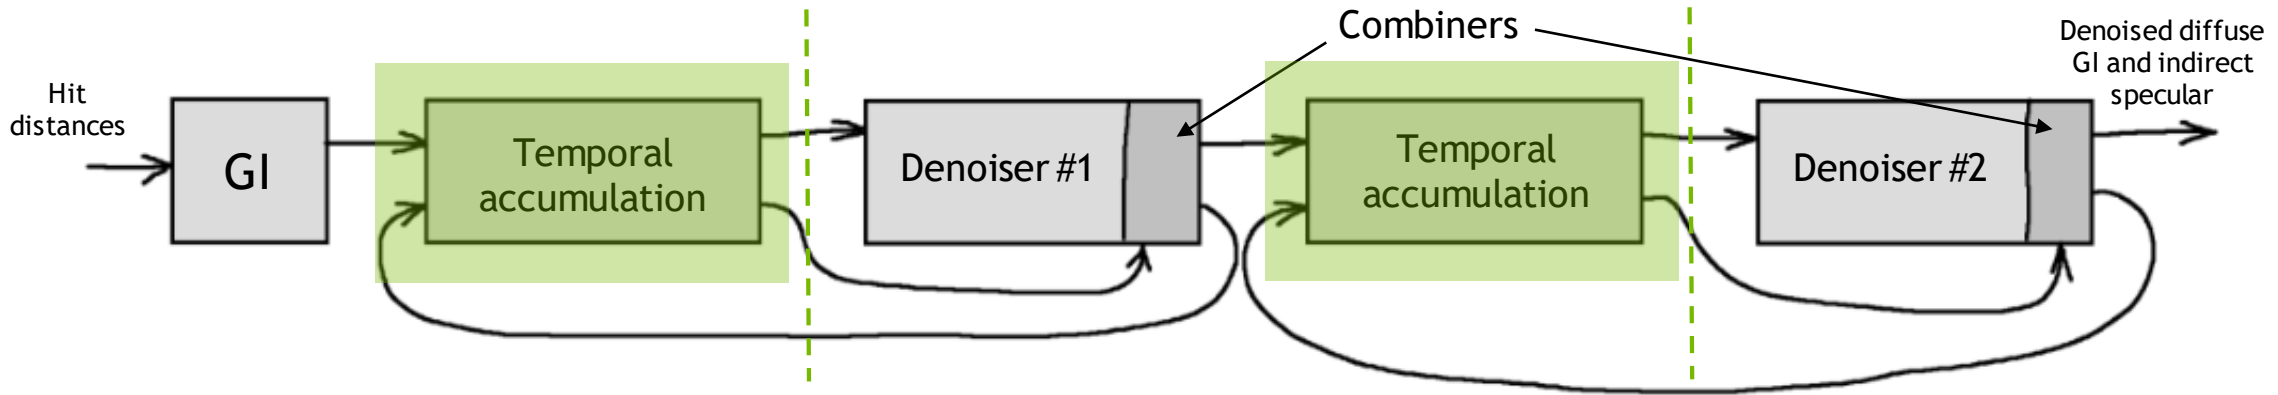 Hit
distances
GI
Temporal
accumulation
Denoiser #1
Combiners
Temporal
accumulation
Denoiser #2
Denoised diffuse
GI and indirect
specular